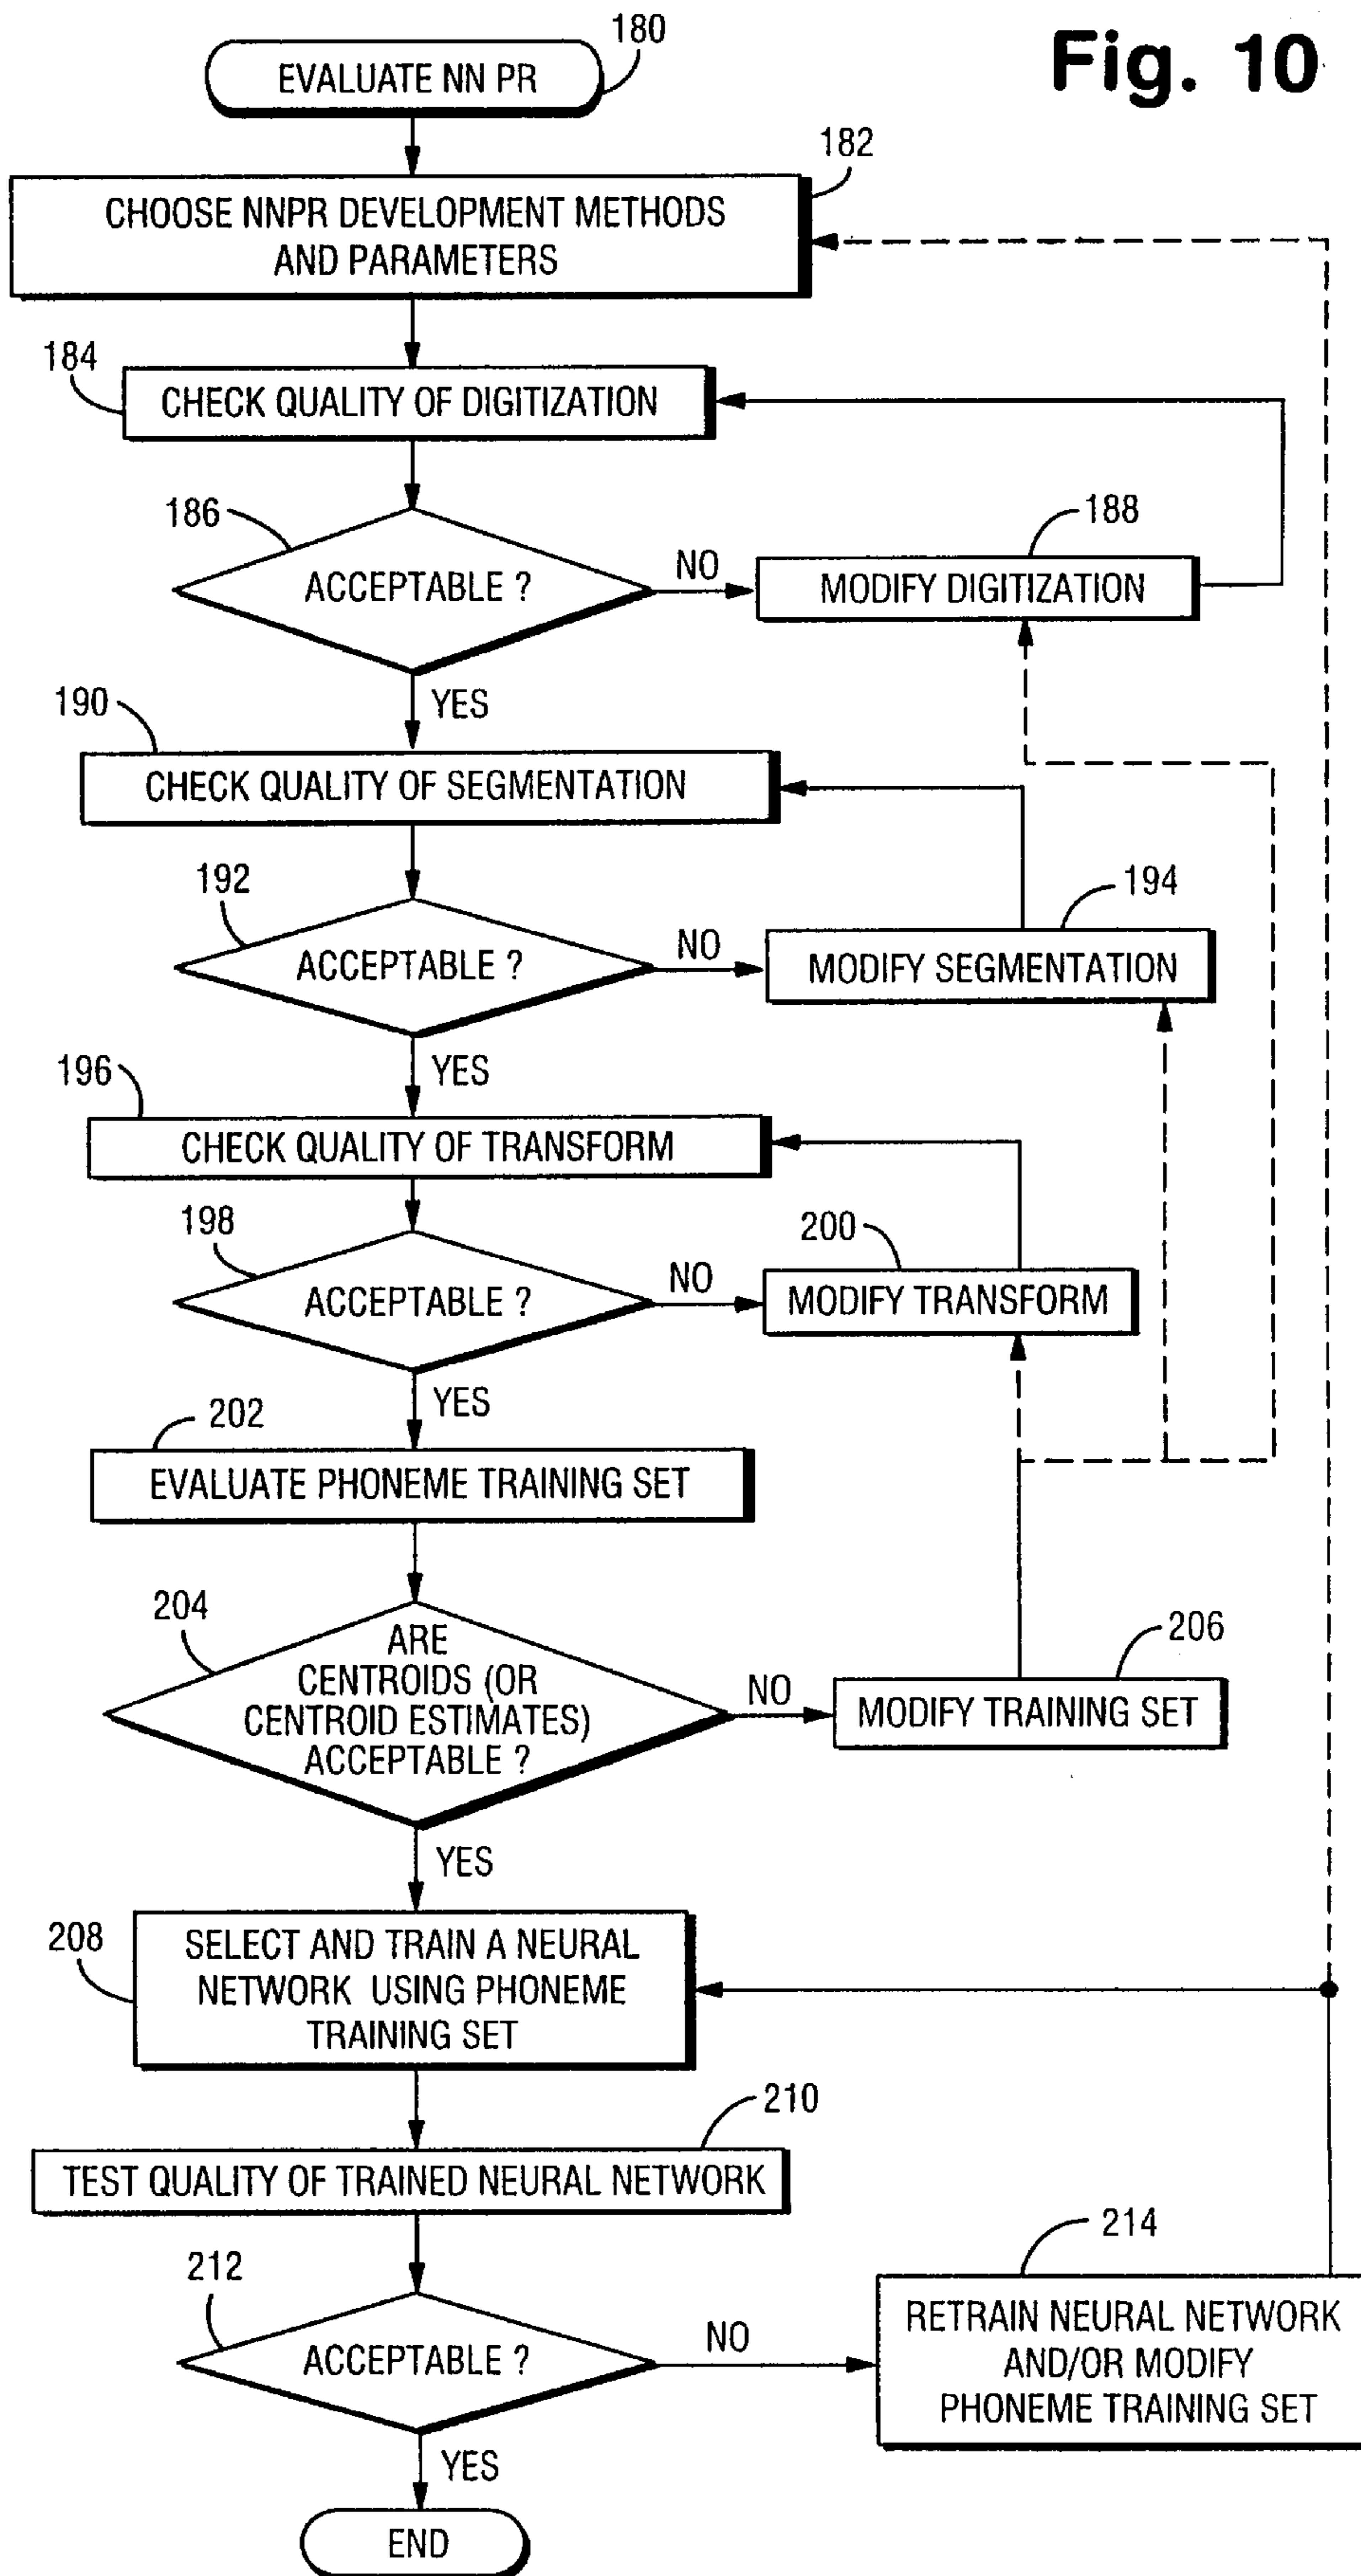 Fig. 10
180
EVALUATE NN PR
182
CHOOSE NNPR DEVELOPMENT METHODS
AND PARAMETERS
184
CHECK QUALITY OF DIGITIZATION
186
ACCEPTABLE ?
NO
188
MODIFY DIGITIZATION
YES
190
CHECK QUALITY OF SEGMENTATION
192
ACCEPTABLE ?
NO
194
MODIFY SEGMENTATION
YES
196
CHECK QUALITY OF TRANSFORM
198
ACCEPTABLE ?
NO
200
MODIFY TRANSFORM
YES
202
EVALUATE PHONEME TRAINING SET
204
ARE
CENTROIDS (OR
CENTROID ESTIMATES)
ACCEPTABLE ?
NO
206
MODIFY TRAINING SET
YES
208
SELECT AND TRAIN A NEURAL
NETWORK USING PHONEME
TRAINING SET
210
TEST QUALITY OF TRAINED NEURAL NETWORK
212
ACCEPTABLE ?
NO
214
RETRAIN NEURAL NETWORK
AND/OR MODIFY
PHONEME TRAINING SET
YES
END